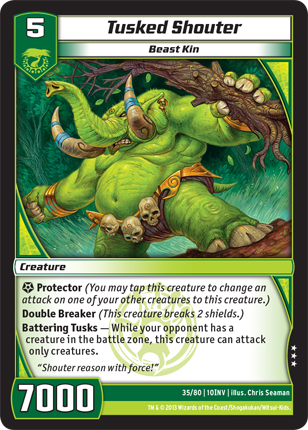 5
Tusked Shouter
Beast Kin
Creature
Protector (You may tap this creature to change an
attack on one of your other creatures to this creature.)
Double Breaker (This creature breaks 2 shields.)
Battering Tusks — While your opponent has a
creature in the battle zone, this creature can attack
only creatures.
"Shouter reason with force!"
7000
35/80 | 10INV | illus. Chris Seaman
TM & © 2013 Wizards of the Coast/Shogakukan/Mitsui-Kids.